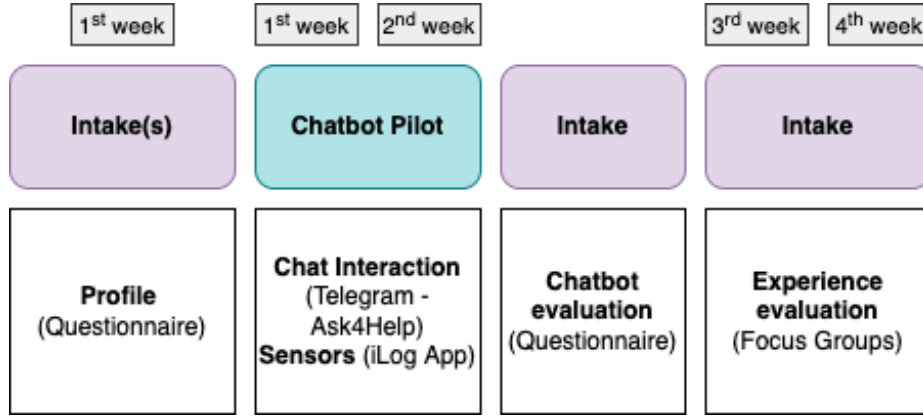 1st week
1st week
2nd week
3rd week
4th week
Intake(s)
Chatbot Pilot
Intake
Intake
Profile
(Questionnaire)
Chat Interaction
(Telegram -
Ask4Help)
Sensors (iLog App)
Chatbot
evaluation
(Questionnaire)
Experience
evaluation
(Focus Groups)